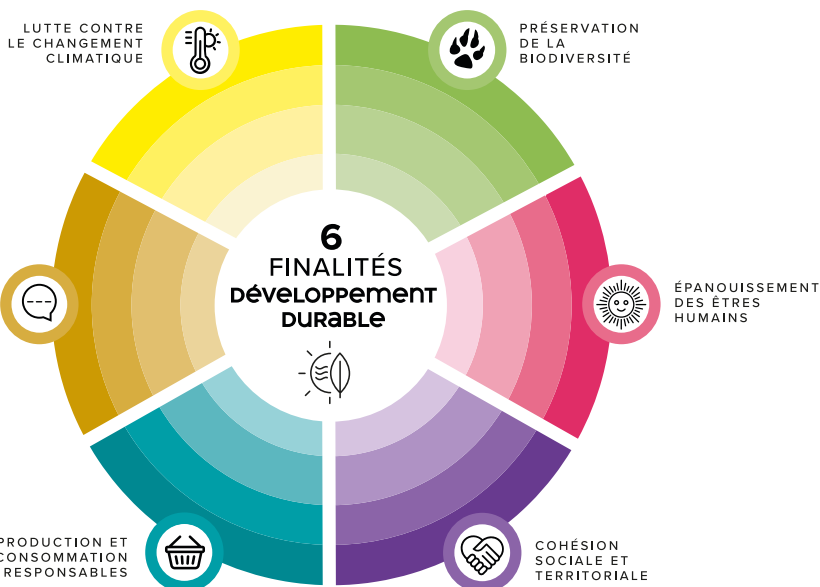 LUTTE CONTRE
LE CHANGEMENT
CLIMATIQUE
PRÉSERVATION
DE LA
BIODIVERSITÉ
6
FINALITÉS
DÉVELOPPEMENT
DURABLE
ÉPANOUISSEMENT
DES ÊTRES
HUMAINS
PRODUCTION ET
CONSOMMATION
RESPONSABLES
COHÉSION
SOCIALE ET
TERRITORIALE